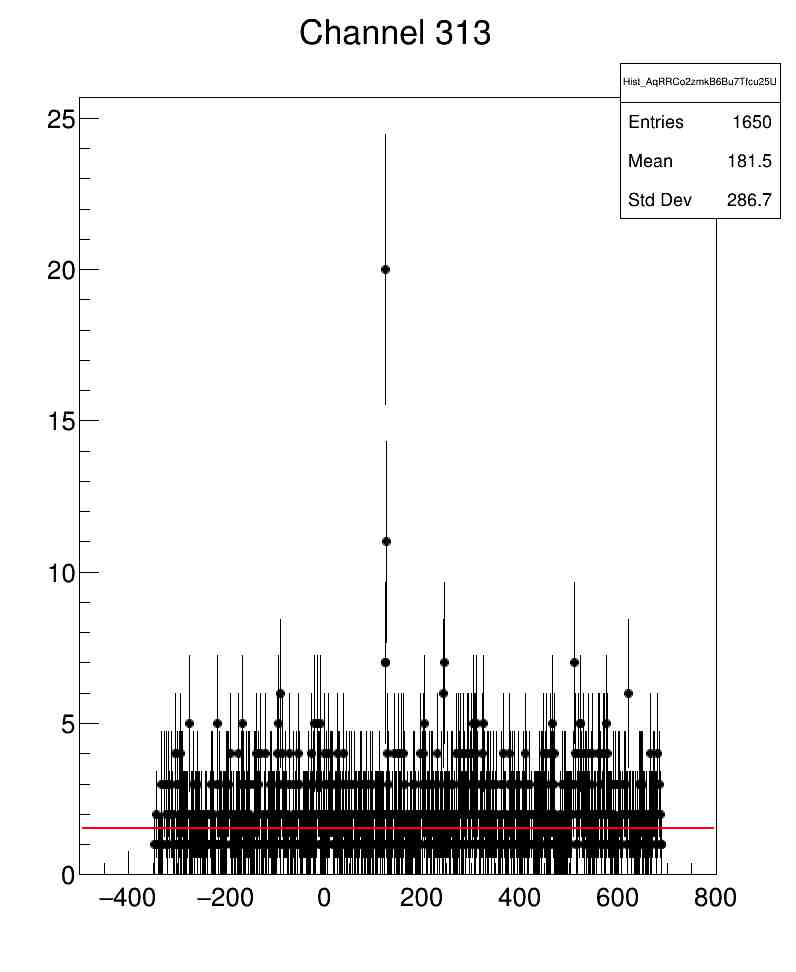 Channel 313
Hist_AqRRCo2zmkB6Bu7Tfcu25U
Entries 1650
Mean 181.5
Std Dev 286.7
25
20
15
10
5
0
−400 −200 0 200 400 600 800